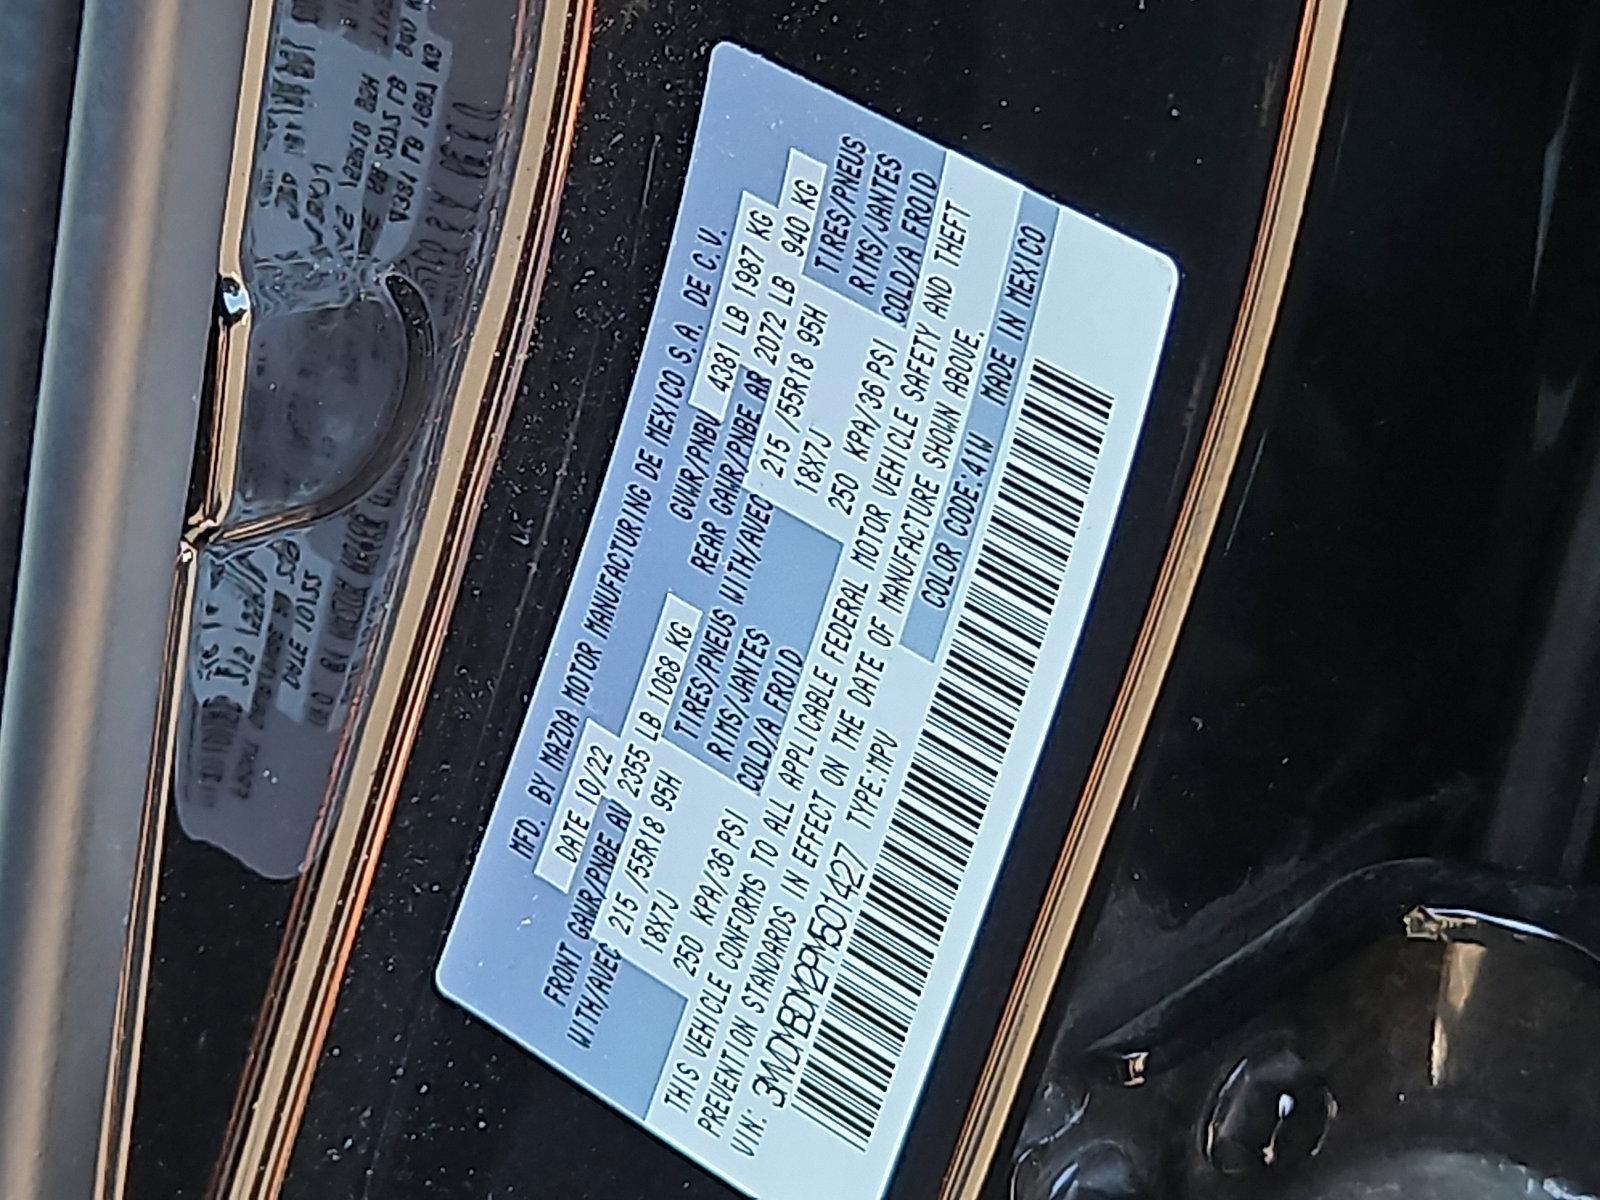 MFD. BY MAZDA MOTOR MANUFACTURING DE MEXICO S.A. DE C.V.
DATE 10/22 GVWR/PNBV 4381 LB 1987 KG
FRONT GAWR/PNBE AV 2355 LB 1068 KG REAR GAWR/PNBE AR 2072 LB 940 KG
WITH/AVEC 215 /55R18 95H TIRES/PNEUS WITH/AVEC 215 /55R18 95H TIRES/PNEUS
18X7J RIMS/JANTES 18X7J RIMS/JANTES
250 KPA/36 PSI COLD/A FROID 250 KPA/36 PSI COLD/A FROID
THIS VEHICLE CONFORMS TO ALL APPLICABLE FEDERAL MOTOR VEHICLE SAFETY AND THEFT
PREVENTION STANDARDS IN EFFECT ON THE DATE OF MANUFACTURE SHOWN ABOVE.
VIN: 3MVDMBDM2PM501427 TYPE:MPV COLOR CODE:41W MADE IN MEXICO